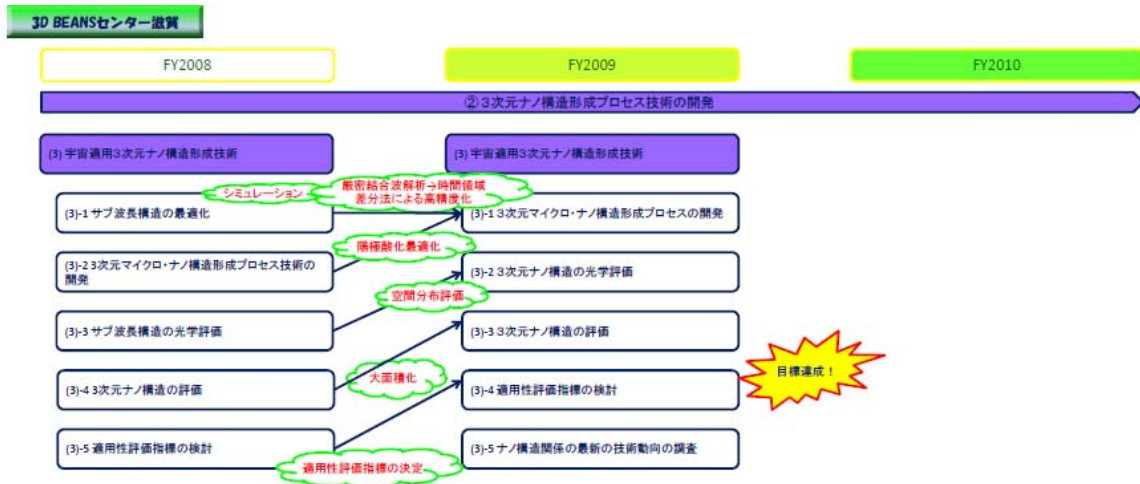 3D BEANSセンター滋賀
FY2008
FY2009
FY2010
② 3次元ナノ構造形成プロセス技術の開発
(3) 宇宙適用3次元ナノ構造形成技術
(3) 宇宙適用3次元ナノ構造形成技術
シミュレーション
厳密結合波解析→時間領域
差分法による高精度化
(3)-1 サブ波長構造の最適化
(3)-1 3次元マイクロ・ナノ構造形成プロセスの開発
陽極酸化最適化
(3)-2 3次元マイクロ・ナノ構造形成プロセス技術の
開発
(3)-2 3次元ナノ構造の光学評価
空間分布評価
(3)-3 サブ波長構造の光学評価
(3)-3 3次元ナノ構造の評価
大面積化
目標達成!
(3)-4 3次元ナノ構造の評価
(3)-4 適用性評価指標の検討
(3)-5 適用性評価指標の検討
(3)-5 ナノ構造関係の最新の技術動向の調査
適用性評価指標の決定